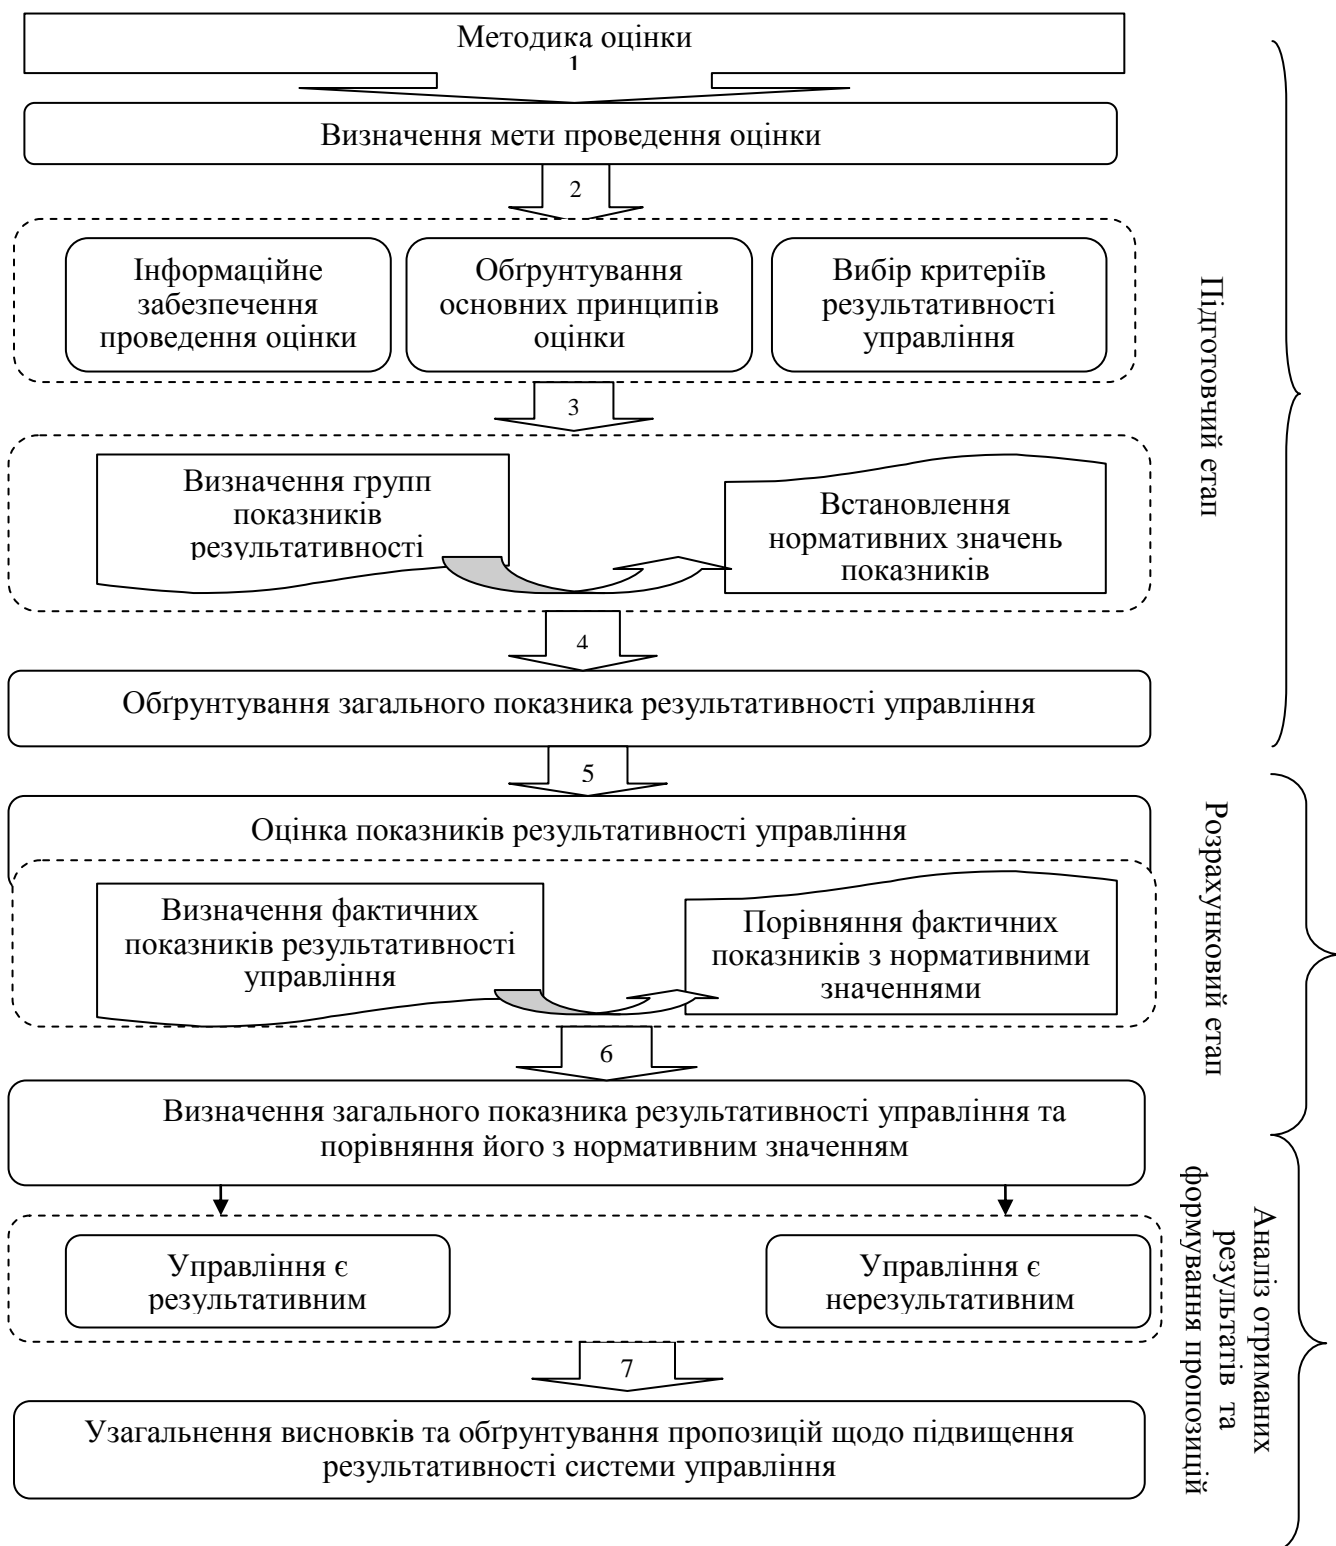 Методика оцінки
1
Визначення мети проведення оцінки
2
Інформаційне
забезпечення
проведення оцінки
Обґрунтування
основних принципів
оцінки
Вибір критеріїв
результативності
управління
3
Визначення групп
показників
результативності
Встановлення
нормативних значень
показників
4
Обґрунтування загального показника результативності управління
Підготовчий етап
5
Оцінка показників результативності управління
Визначення фактичних
показників результативності
управління
Порівняння фактичних
показників з нормативними
значеннями
6
Розрахунковий етап
Визначення загального показника результативності управління та
порівняння його з нормативним значенням
Управління є
результативним
Управління є
нерезультативним
7
Узагальнення висновків та обґрунтування пропозицій щодо підвищення
результативності системи управління
Аналіз отриманих
результатів та
формування пропозицій